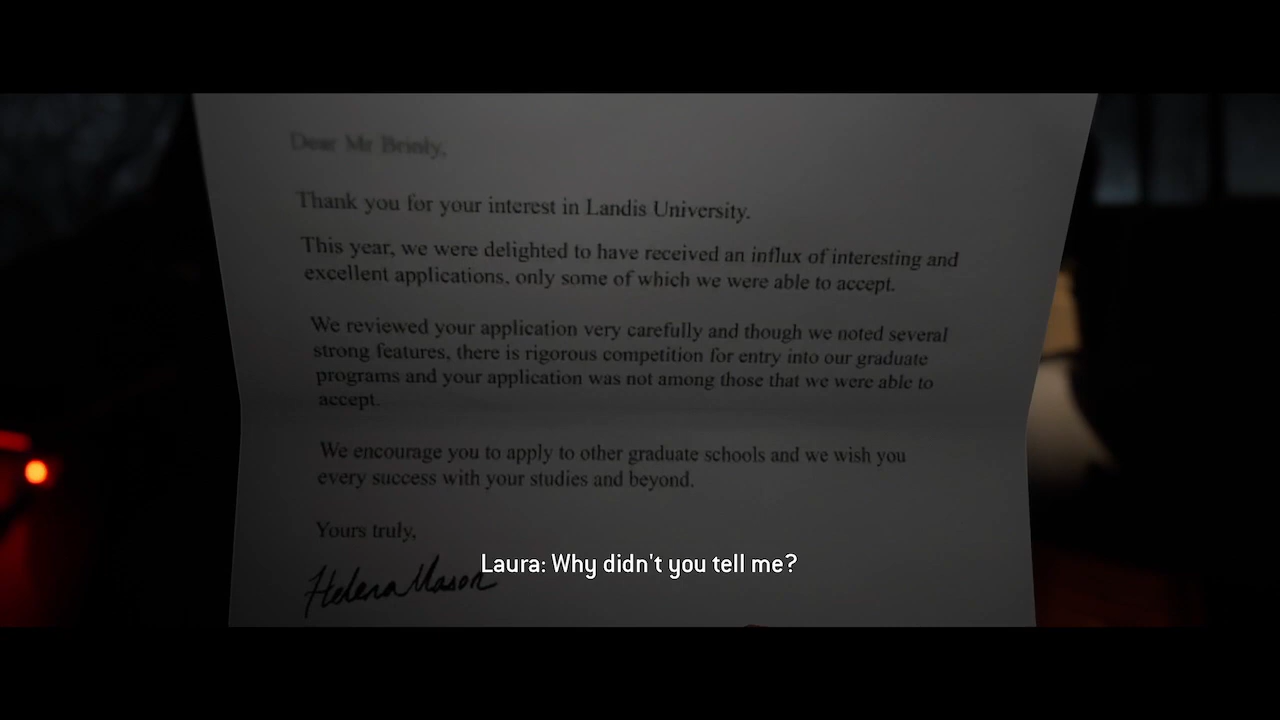 Dear Mr Brinly,
Thank you for your interest in Landis University.
This year, we were delighted to have received an influx of interesting and
excellent applications, only some of which we were able to accept.
We reviewed your application very carefully and though we noted several
strong features, there is rigorous competition for entry into our graduate
programs and your application was not among those that we were able to
accept.
We encourage you to apply to other graduate schools and we wish you
every success with your studies and beyond.
Yours truly,
Laura: Why didn't you tell me?
Helena Mason